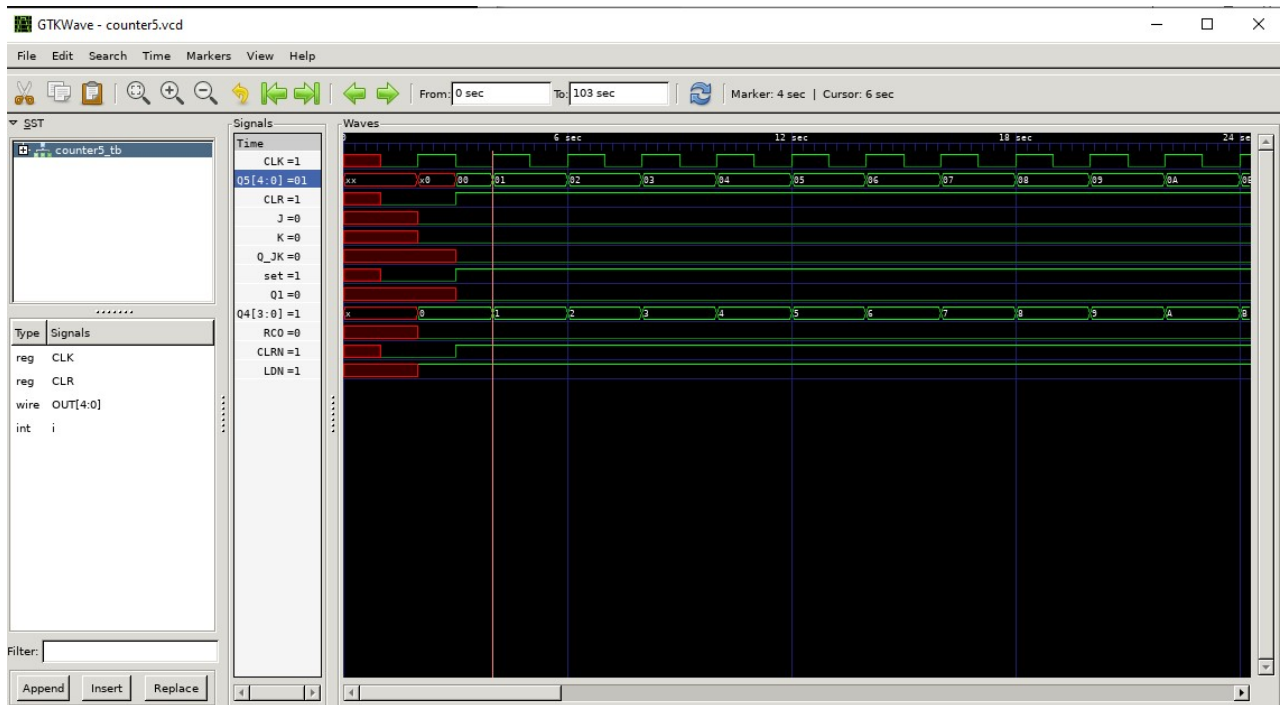 GTKWave - counter5.vcd
File Edit Search Time Markers View Help
From: 0 sec To: 103 sec Marker: 4 sec | Cursor: 6 sec
SST
counter5_tb
Type Signals
reg CLK
reg CLR
wire OUT[4:0]
int i
Filter:
Append Insert Replace
Signals
Time
CLK =1
Q5[4:0] =01
CLR =1
J =0
K =0
Q_JK =0
set =1
Q1 =0
Q4[3:0] =1
RCO =0
CLRN =1
LDN =1
Waves
6 sec 12 sec 18 sec 24 se
xx x0 00 01 02 03 04 05 06 07 08 09 0A
x 0 1 2 3 4 5 6 7 8 9 A B